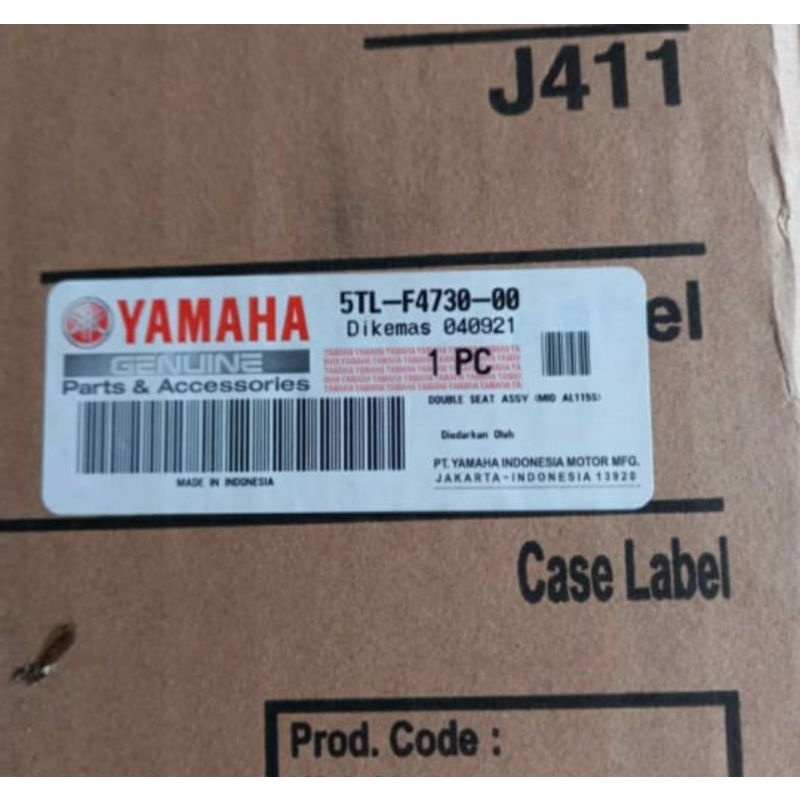 J411
YAMAHA
GENUINE
Parts & Accessories
5TL-F4730-00
Dikemas 040921
1 PC
DOUBLE SEAT ASSY (MIO AL115S)
Diedarkan Oleh
PT. YAMAHA INDONESIA MOTOR MFG.
JAKARTA-INDONESIA 13920
MADE IN INDONESIA
el
Case Label
Prod. Code :